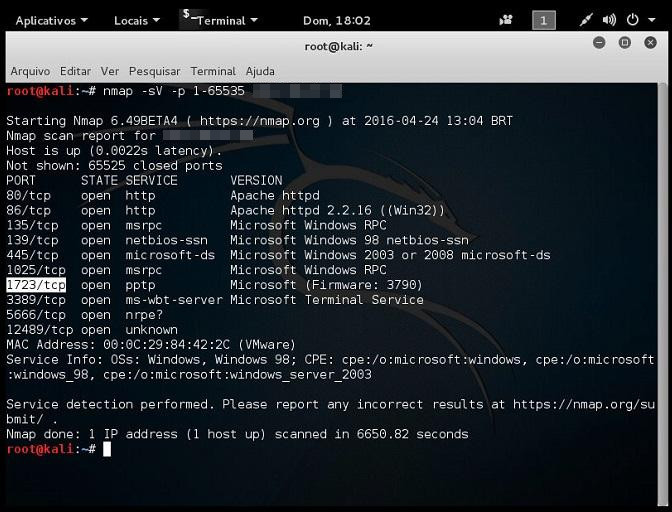 Aplicativos Locais $_Terminal Dom, 18:02 1
root@kali: ~
Arquivo Editar Ver Pesquisar Terminal Ajuda
root@kali:~# nmap -sV -p 1-65535
Starting Nmap 6.49BETA4 ( https://nmap.org ) at 2016-04-24 13:04 BRT
Nmap scan report for
Host is up (0.0022s latency).
Not shown: 65525 closed ports
PORT STATE SERVICE VERSION
80/tcp open http Apache httpd
86/tcp open http Apache httpd 2.2.16 ((Win32))
135/tcp open msrpc Microsoft Windows RPC
139/tcp open netbios-ssn Microsoft Windows 98 netbios-ssn
445/tcp open microsoft-ds Microsoft Windows 2003 or 2008 microsoft-ds
1025/tcp open msrpc Microsoft Windows RPC
1723/tcp open pptp Microsoft (Firmware: 3790)
3389/tcp open ms-wbt-server Microsoft Terminal Service
5666/tcp open nrpe?
12489/tcp open unknown
MAC Address: 00:0C:29:84:42:2C (VMware)
Service Info: OSs: Windows, Windows 98; CPE: cpe:/o:microsoft:windows, cpe:/o:microsoft
:windows_98, cpe:/o:microsoft:windows_server_2003
Service detection performed. Please report any incorrect results at https://nmap.org/su
bmit/ .
Nmap done: 1 IP address (1 host up) scanned in 6650.82 seconds
root@kali:~#